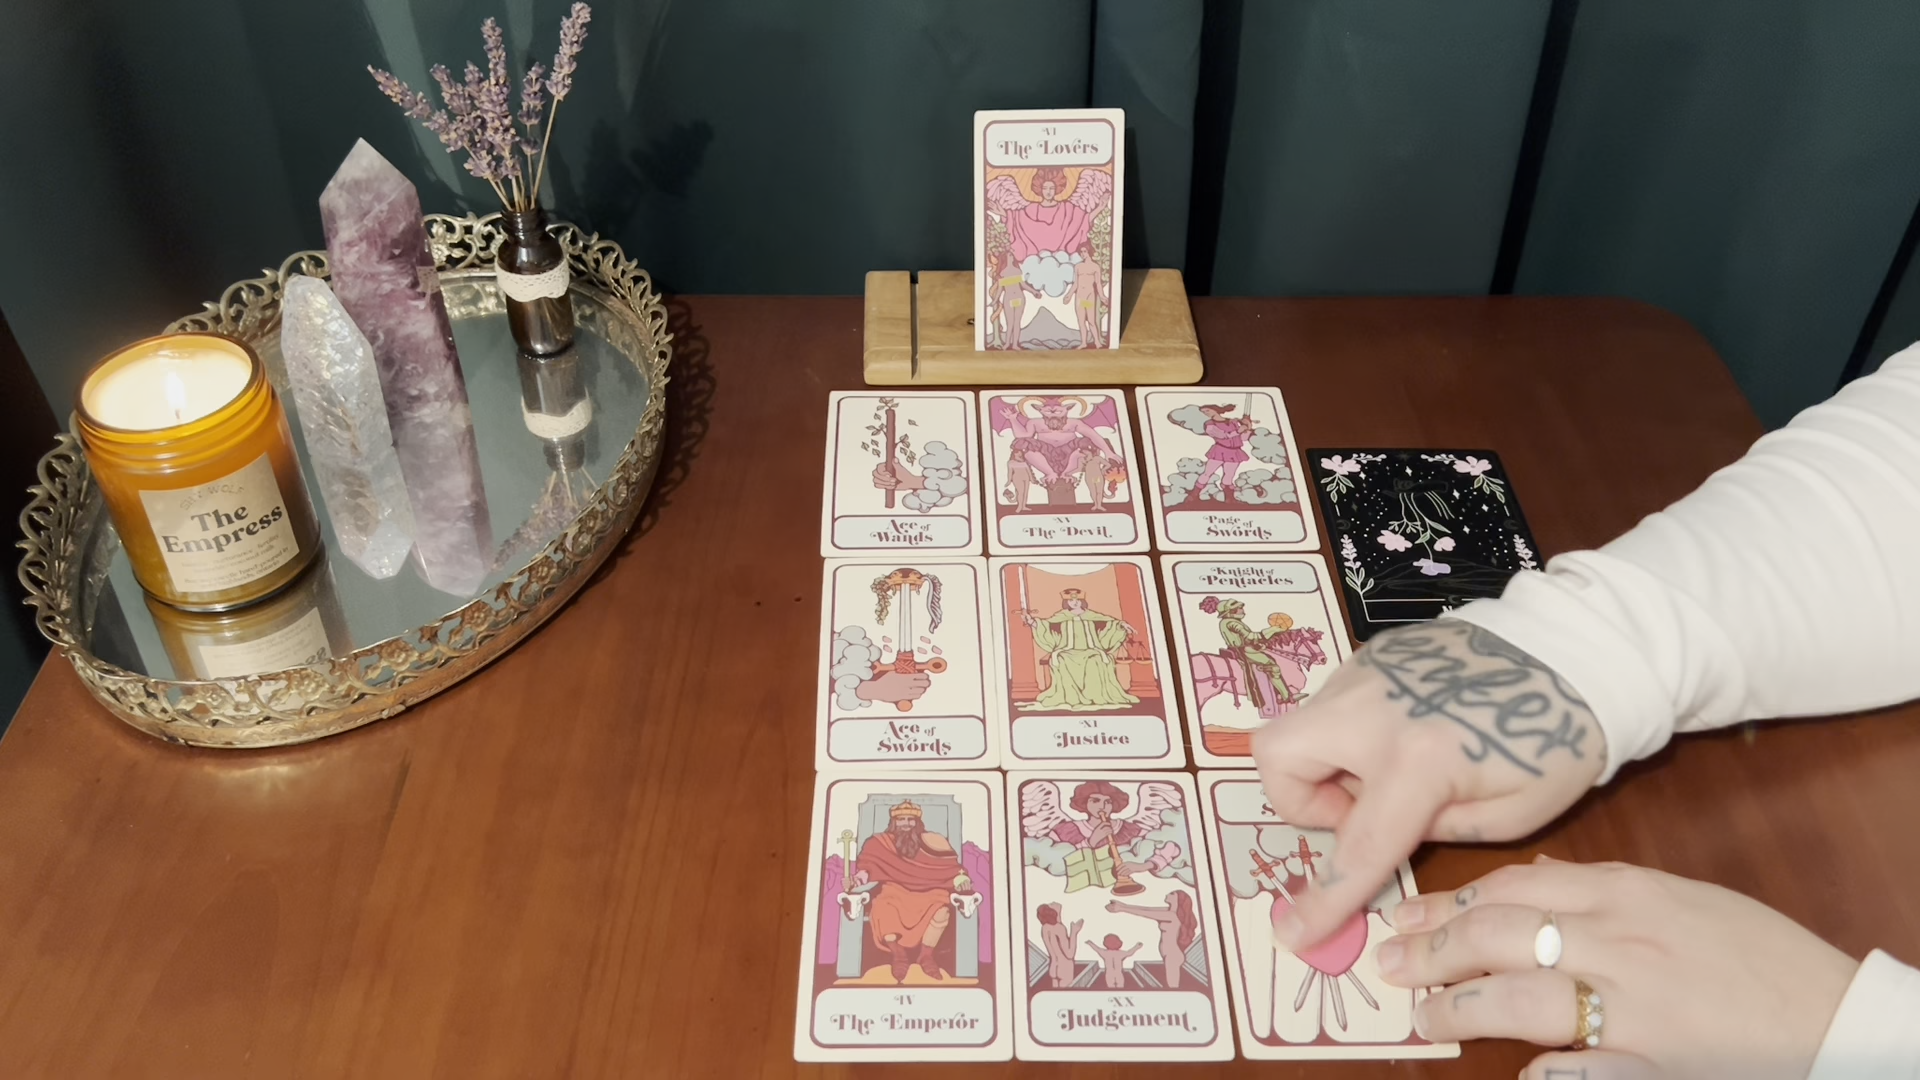 VI
The Lovers
The
Empress
Ace of
Wands
XV
The Devil
Page of
Swords
Ace of
Swords
XI
Justice
Knight of
Pentacles
IV
The Emperor
XX
Judgement